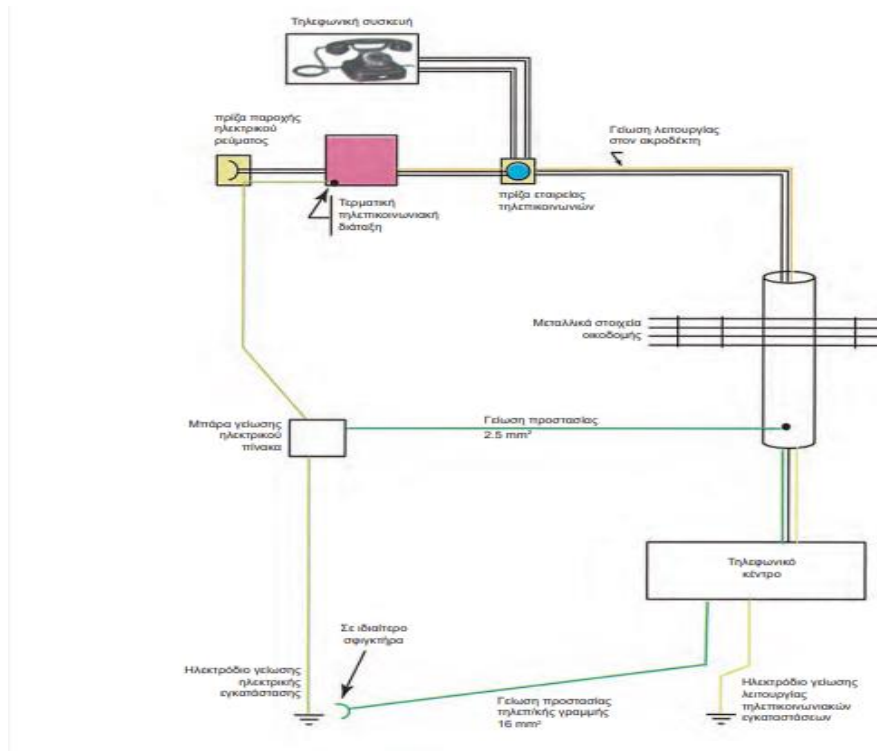 Τηλεφωνική συσκευή
πρίζα παροχής
ηλεκτρικού
ρεύματος
Γείωση λειτουργίας
στον ακροδέκτη
Τερματική
τηλεπικοινωνιακή
διάταξη
πρίζα εταιρείας
τηλεπικοινωνιών
Μεταλλικά στοιχεία
οικοδομής
Μπάρα γείωσης
ηλεκτρικού
πίνακα
Γείωση προστασίας
2.5 mm²
Τηλεφωνικό
κέντρο
Σε ιδιαίτερο
σφιγκτήρα
Ηλεκτρόδιο γείωσης
ηλεκτρικής
εγκατάστασης
Γείωση προστασίας
τηλεπ/κής γραμμής
16 mm²
Ηλεκτρόδιο γείωσης
λειτουργίας
τηλεπικοινωνιακών
εγκαταστάσεων